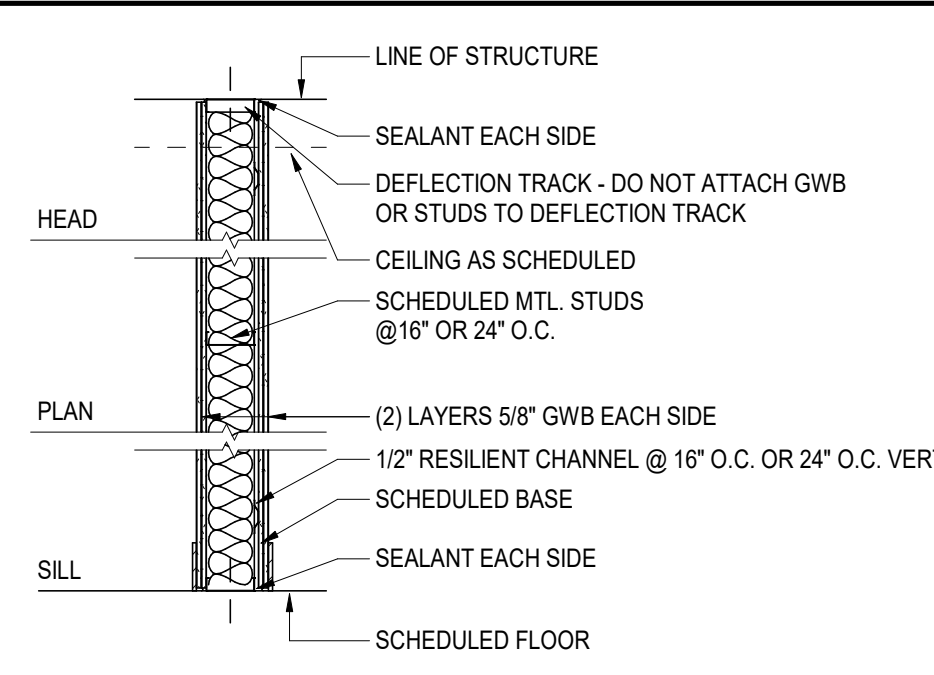 LINE OF STRUCTURE
SEALANT EACH SIDE
DEFLECTION TRACK - DO NOT ATTACH GWB
OR STUDS TO DEFLECTION TRACK
HEAD
CEILING AS SCHEDULED
SCHEDULED MTL. STUDS
@16" OR 24" O.C.
PLAN
(2) LAYERS 5/8" GWB EACH SIDE
1/2" RESILIENT CHANNEL @ 16" O.C. OR 24" O.C. VERT
SCHEDULED BASE
SEALANT EACH SIDE
SILL
SCHEDULED FLOOR